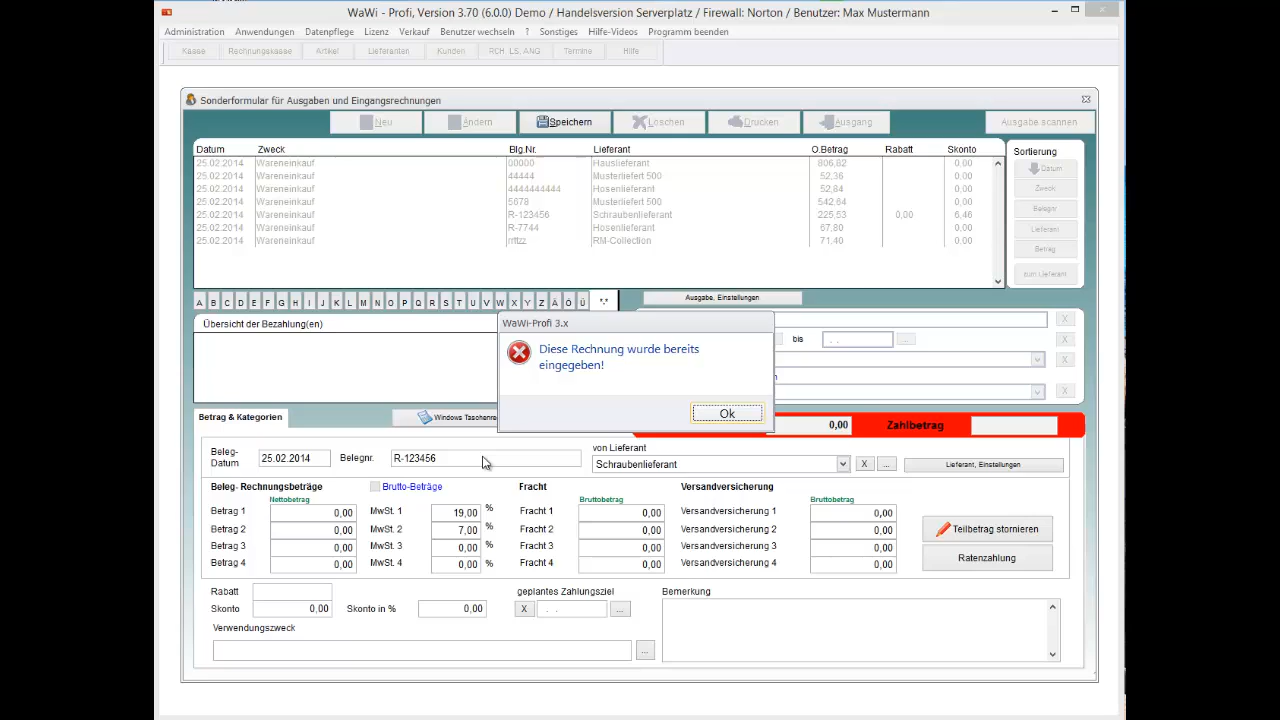 WaWi - Profi, Version 3.70 (6.0.0) Demo / Handelsversion Serverplatz / Firewall: Norton / Benutzer: Max Mustermann
Administration Anwendungen Datenpflege Lizenz Verkauf Benutzer wechseln ? Sonstiges Hilfe-Videos Programm beenden
Kasse Rechnungskasse Artikel Lieferanten Kunden RCH, LS, ANG Termine Hilfe
Sonderformular für Ausgaben und Eingangsrechnungen
Neu Ändern Speichern Löschen Drucken Ausgang Ausgabe scannen
Datum Zweck Blg.Nr. Lieferant O.Betrag Rabatt Skonto Sortierung
25.02.2014 Wareneinkauf 00000 Hauslieferant 806,82 0,00
25.02.2014 Wareneinkauf 44444 Musterliefert 500 52,36 0,00
25.02.2014 Wareneinkauf 4444444444 Hosenlieferant 52,84 0,00
25.02.2014 Wareneinkauf 5678 Musterliefert 500 542,64 0,00
25.02.2014 Wareneinkauf R-123456 Schraubenlieferant 225,53 0,00 6,46
25.02.2014 Wareneinkauf R-7744 Hosenlieferant 67,80 0,00
25.02.2014 Wareneinkauf RM-Collection 71,40 0,00
Datum
Zweck
Belegnr
Lieferant
Betrag
zum Lieferant
A B C D E F G H I J K L M N O P Q R S T U V W X Y Z Ä Ö Ü *.* Ausgabe, Einstellungen
Übersicht der Bezahlung(en)
X
bis . . ... X
X
X
WaWi-Profi 3.x
Diese Rechnung wurde bereits
eingegeben!
Ok
Betrag & Kategorien Windows Taschenre
0,00 Zahlbetrag
Beleg-
Datum 25.02.2014 Belegnr. R-123456
von Lieferant
Schraubenlieferant X ... Lieferant, Einstellungen
Beleg- Rechnungsbeträge Brutto-Beträge Fracht Versandversicherung
Nettobetrag Bruttobetrag Bruttobetrag
Betrag 1 0,00 MwSt. 1 19,00 % Fracht 1 0,00 Versandversicherung 1 0,00
Betrag 2 0,00 MwSt. 2 7,00 % Fracht 2 0,00 Versandversicherung 2 0,00
Betrag 3 0,00 MwSt. 3 0,00 % Fracht 3 0,00 Versandversicherung 3 0,00
Betrag 4 0,00 MwSt. 4 0,00 % Fracht 4 0,00 Versandversicherung 4 0,00
Teilbetrag stornieren
Ratenzahlung
Rabatt geplantes Zahlungsziel Bemerkung
Skonto 0,00 Skonto in % 0,00 X . . ...
Verwendungszweck
...